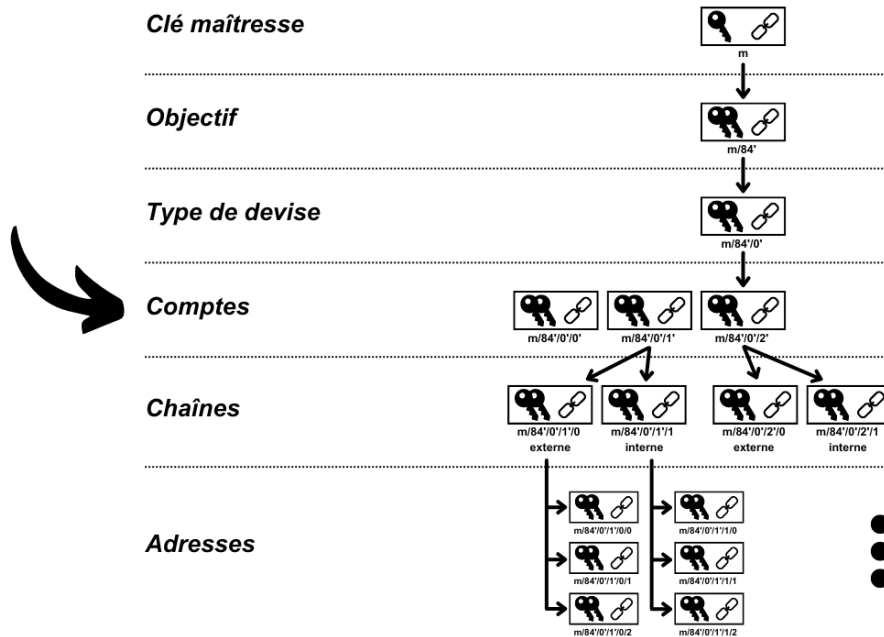 Clé maîtresse
m
Objectif
m/84'
Type de devise
m/84'/0'
Comptes
m/84'/0'/0' m/84'/0'/1' m/84'/0'/2'
Chaînes
m/84'/0'/1'/0 m/84'/0'/1'/1 m/84'/0'/2'/0 m/84'/0'/2'/1
externe interne externe interne
Adresses
m/84'/0'/1'/0/0 m/84'/0'/1'/1/0
m/84'/0'/1'/0/1 m/84'/0'/1'/1/1
m/84'/0'/1'/0/2 m/84'/0'/1'/1/2